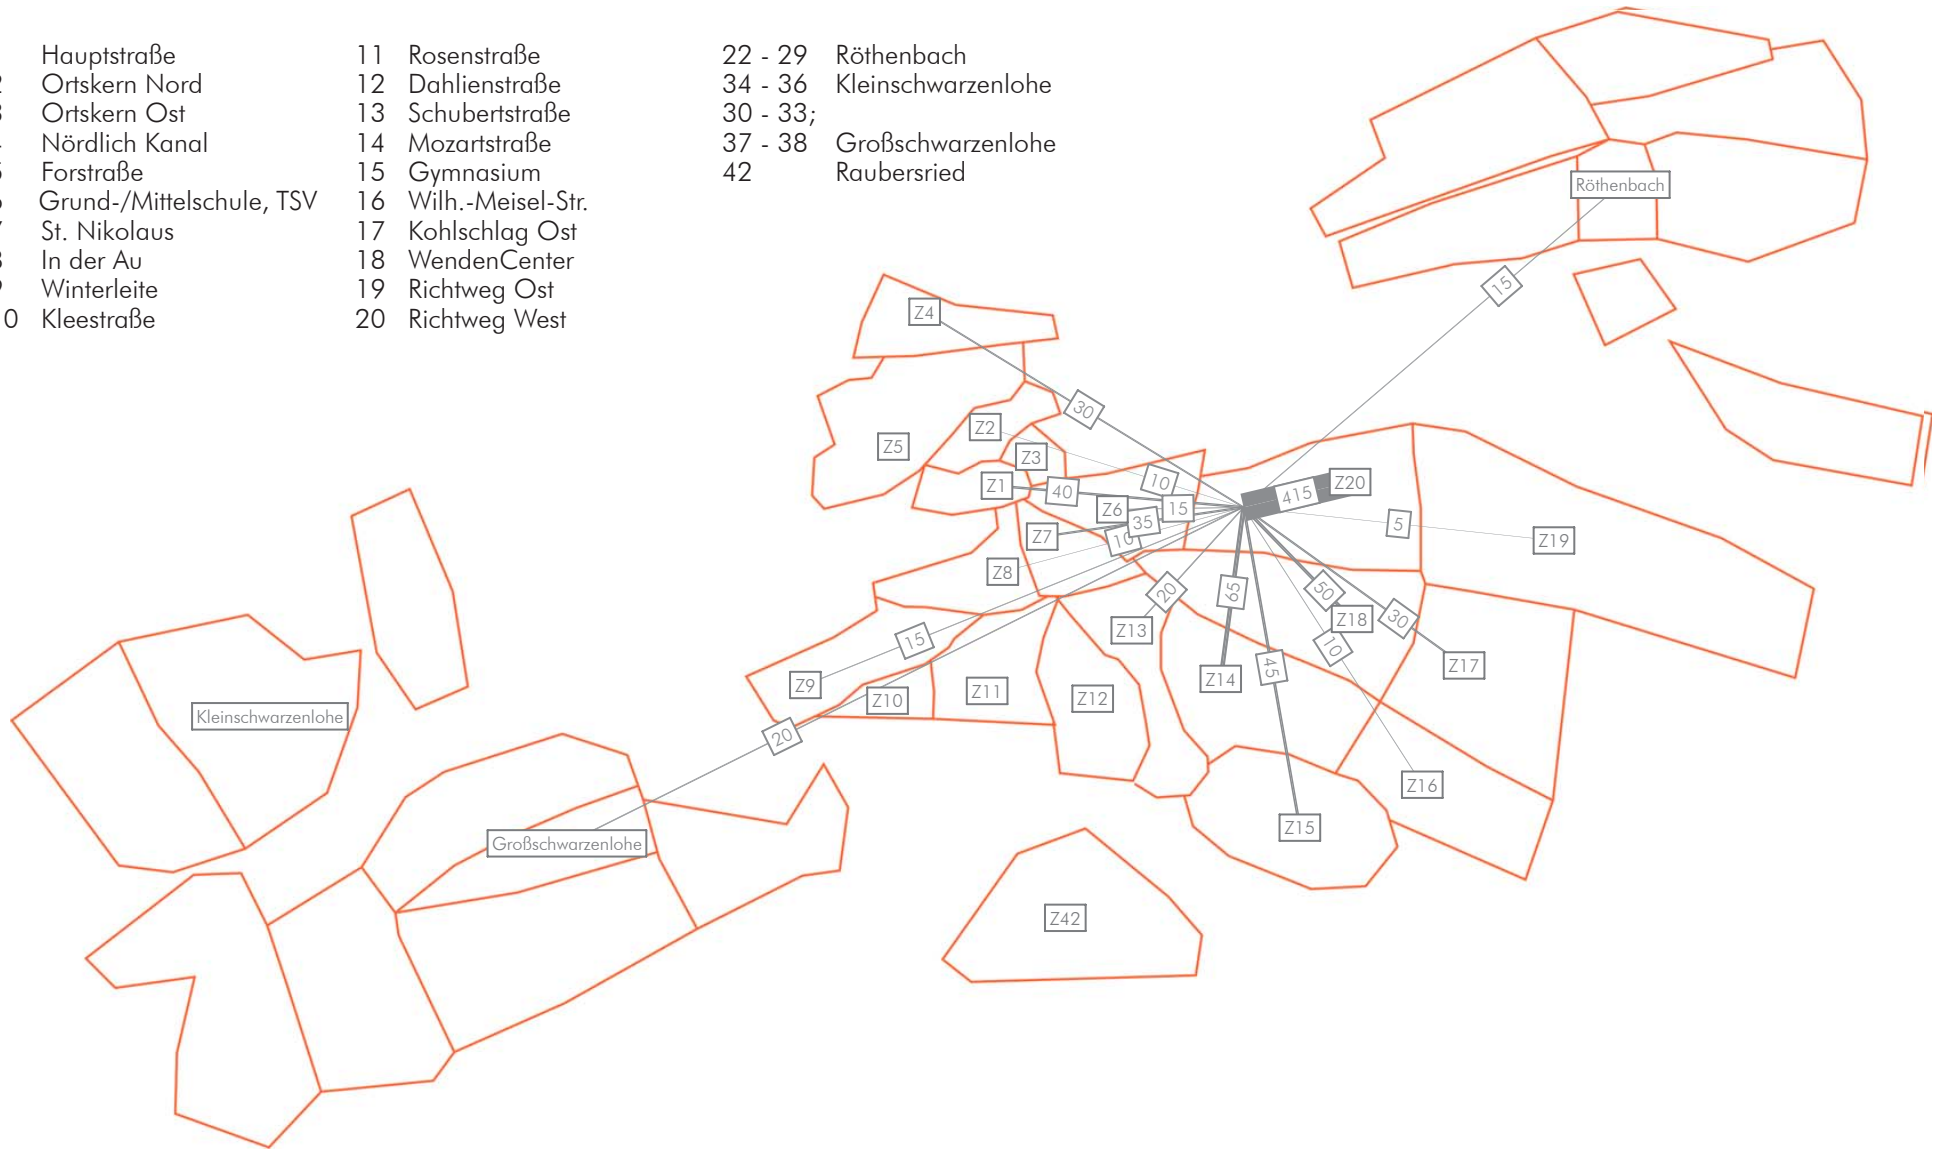 Hauptstraße
Ortskern Nord
Ortskern Ost
Nördlich Kanal
Forstraße
Grund-/Mittelschule, TSV
St. Nikolaus
In der Au
Winterleite
0 Kleestraße
11 Rosenstraße
12 Dahlienstraße
13 Schubertstraße
14 Mozartstraße
15 Gymnasium
16 Wilh.-Meisel-Str.
17 Kohlschlag Ost
18 WendenCenter
19 Richtweg Ost
20 Richtweg West
22 - 29 Röthenbach
34 - 36 Kleinschwarzenlohe
30 - 33;
37 - 38 Großschwarzenlohe
42 Raubersried
Röthenbach
15
Z4
30
Z2
Z5
Z3
Z1
40
10
Z20
415
Z6
15
35
5
Z7
10
Z19
Z8
20
65
50
Z18
30
Z13
15
10
45
Z17
Z14
Z9
Z10
Z11
Z12
Kleinschwarzenlohe
20
Z16
Z15
Großschwarzenlohe
Z42